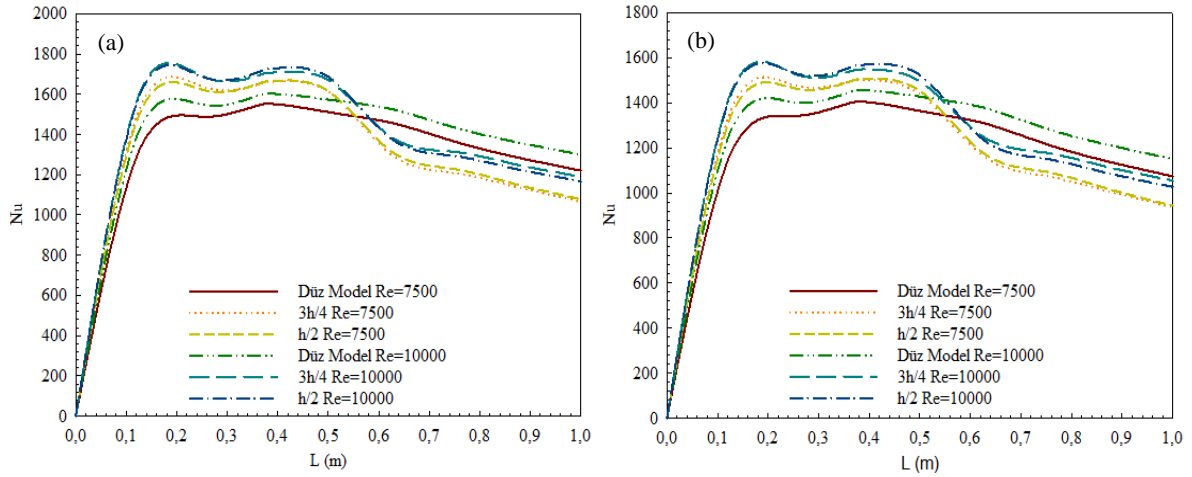 (a)
2000
1800
1600
1400
1200
1000
800
600
400
200
0
Nu
Düz Model Re=7500
3h/4 Re=7500
h/2 Re=7500
Düz Model Re=10000
3h/4 Re=10000
h/2 Re=10000
0,0 0,1 0,2 0,3 0,4 0,5 0,6 0,7 0,8 0,9 1,0
L (m)
(b)
1800
1600
1400
1200
1000
800
600
400
200
0
Nu
Düz Model Re=7500
3h/4 Re=7500
h/2 Re=7500
Düz Model Re=10000
3h/4 Re=10000
h/2 Re=10000
0,0 0,1 0,2 0,3 0,4 0,5 0,6 0,7 0,8 0,9 1,0
L (m)